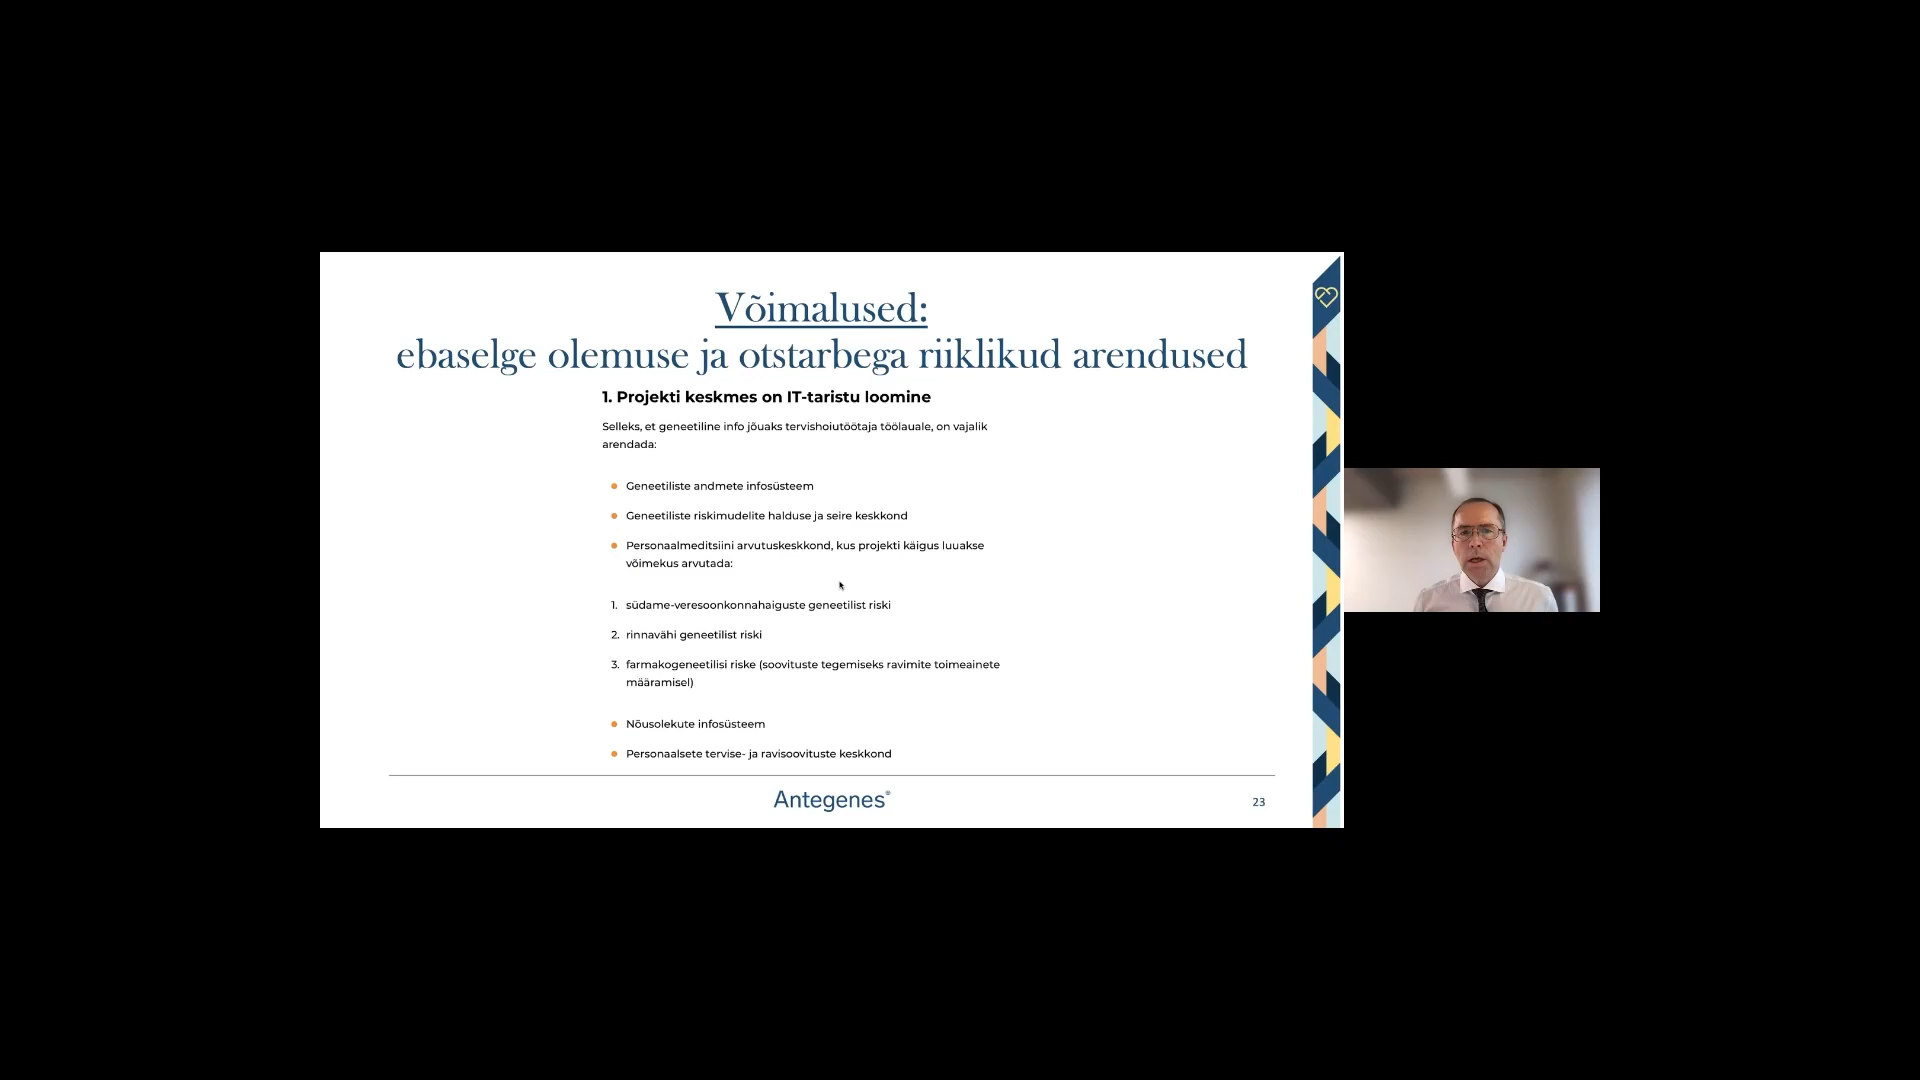 Võimalused:
ebaselge olemuse ja otstarbega riiklikud arendused
1. Projekti keskmes on IT-taristu loomine
Selleks, et geneetiline info jõuaks tervishoiutöötaja töölauale, on vajalik
arendada:
Geneetiliste andmete infosüsteem
Geneetiliste riskimudelite halduse ja seire keskkond
Personaalmeditsiini arvutuskeskkond, kus projekti käigus luuakse
võimekus arvutada:
1. südame-veresoonkonnahaiguste geneetilist riski
2. rinnavähi geneetilist riski
3. farmakogeneetilisi riske (soovituste tegemiseks ravimite toimeainete
määramisel)
Nõusolekute infosüsteem
Personaalsete tervise- ja ravisoovituste keskkond
Antegenes®
23